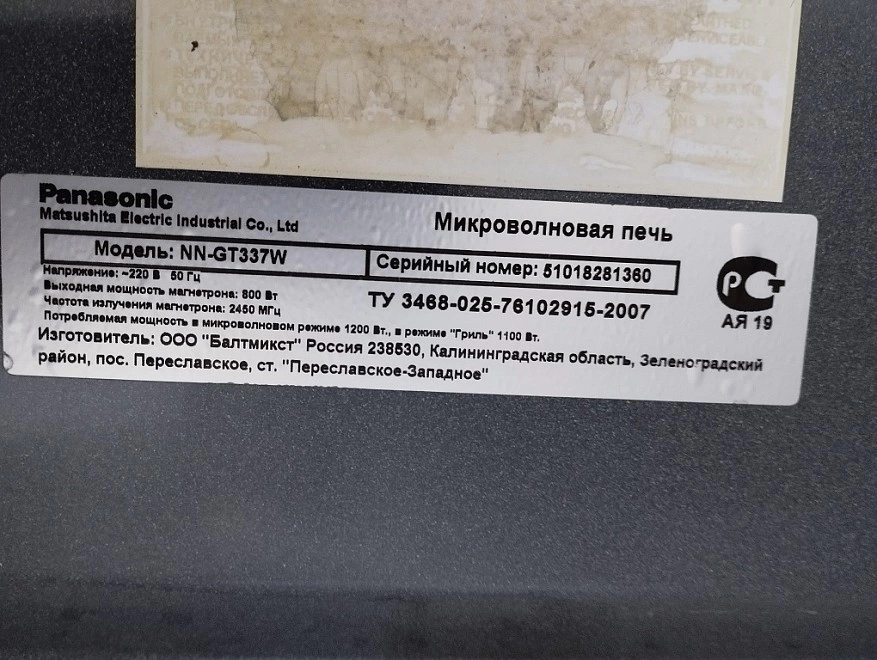 ВЫПОЛНЯЕТ
BY SERVICE
Panasonic
Matsushita Electric Industrial Co., Ltd
Микроволновая печь
Модель: NN-GT337W
Серийный номер: 51018281360
Напряжение: ~220 В 50 Гц
Выходная мощность магнетрона: 800 Вт
Частота излучения магнетрона: 2450 МГц
ТУ 3468-025-76102915-2007
РСТ
АЯ 19
Потребляемая мощность в микроволновом режиме 1200 Вт., в режиме "Гриль" 1100 Вт.
Изготовитель: ООО "Балтмикст" Россия 238530, Калининградская область, Зеленоградский
район, пос. Переславское, ст. "Переславское-Западное"